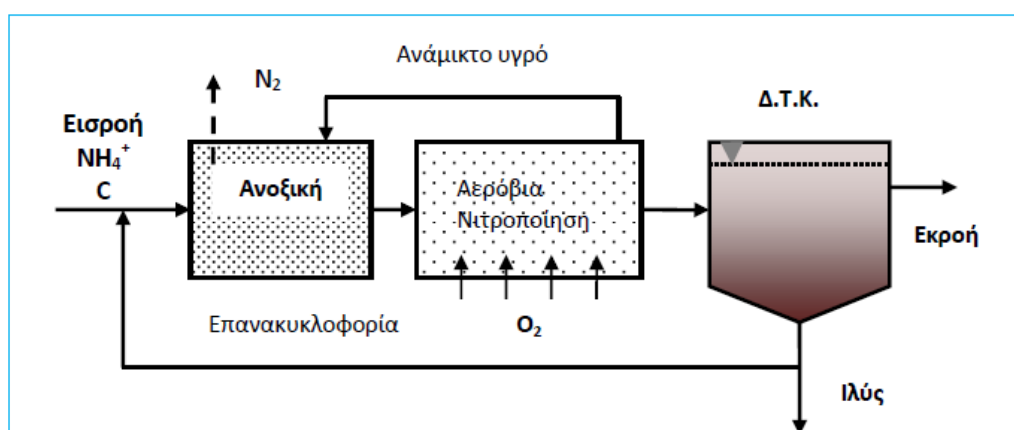 Ανάμικτο υγρό
N₂
Δ.Τ.Κ.
Εισροή
NH₄⁺
C
Ανοξική
Αερόβια
Νιτροποίηση
Εκροή
Επανακυκλοφορία
O₂
Ιλύς